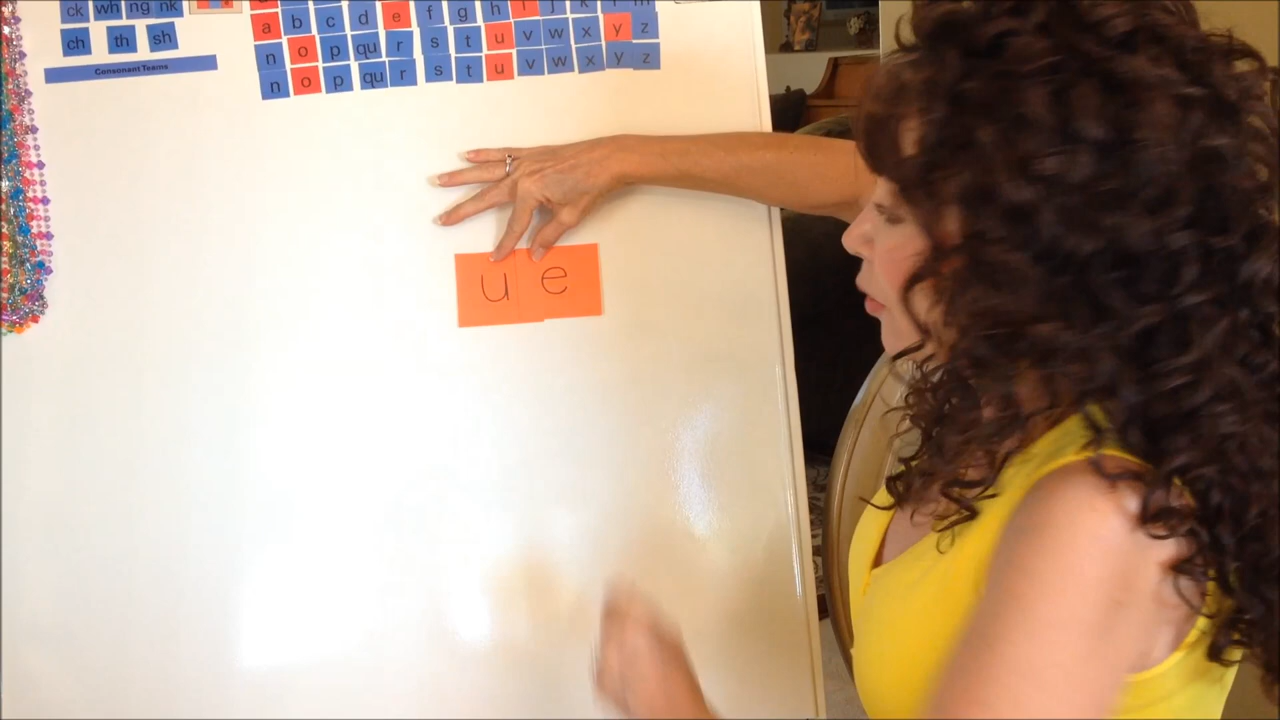 ck wh ng nk
ch th sh
Consonant Teams
a b c d e f g h i j k l m
a b c d e f g h i j k l m
n o p qu r s t u v w x y z
n o p qu r s t u v w x y z
u e